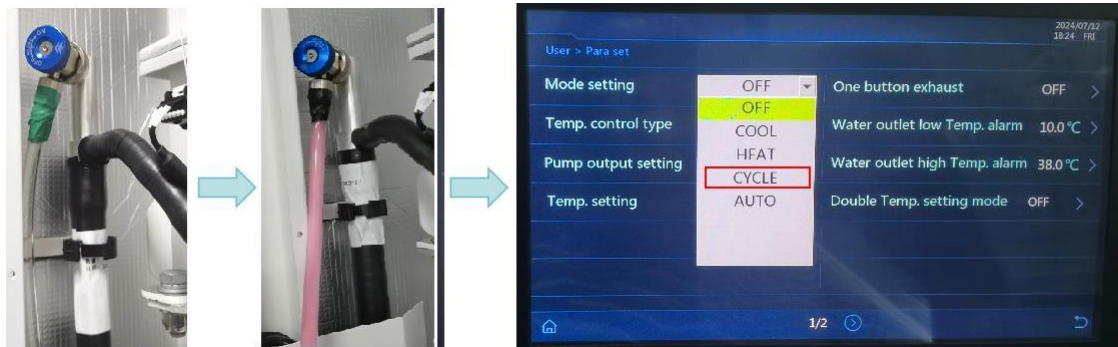 2024/07/12
18:24 FRI
User > Para set
Mode setting
OFF
One button exhaust
OFF
OFF
COOL
HEAT
CYCLE
AUTO
Temp. control type
Water outlet low Temp. alarm
10.0 °C
Pump output setting
Water outlet high Temp. alarm
38.0 °C
Temp. setting
Double Temp. setting mode
OFF
1/2